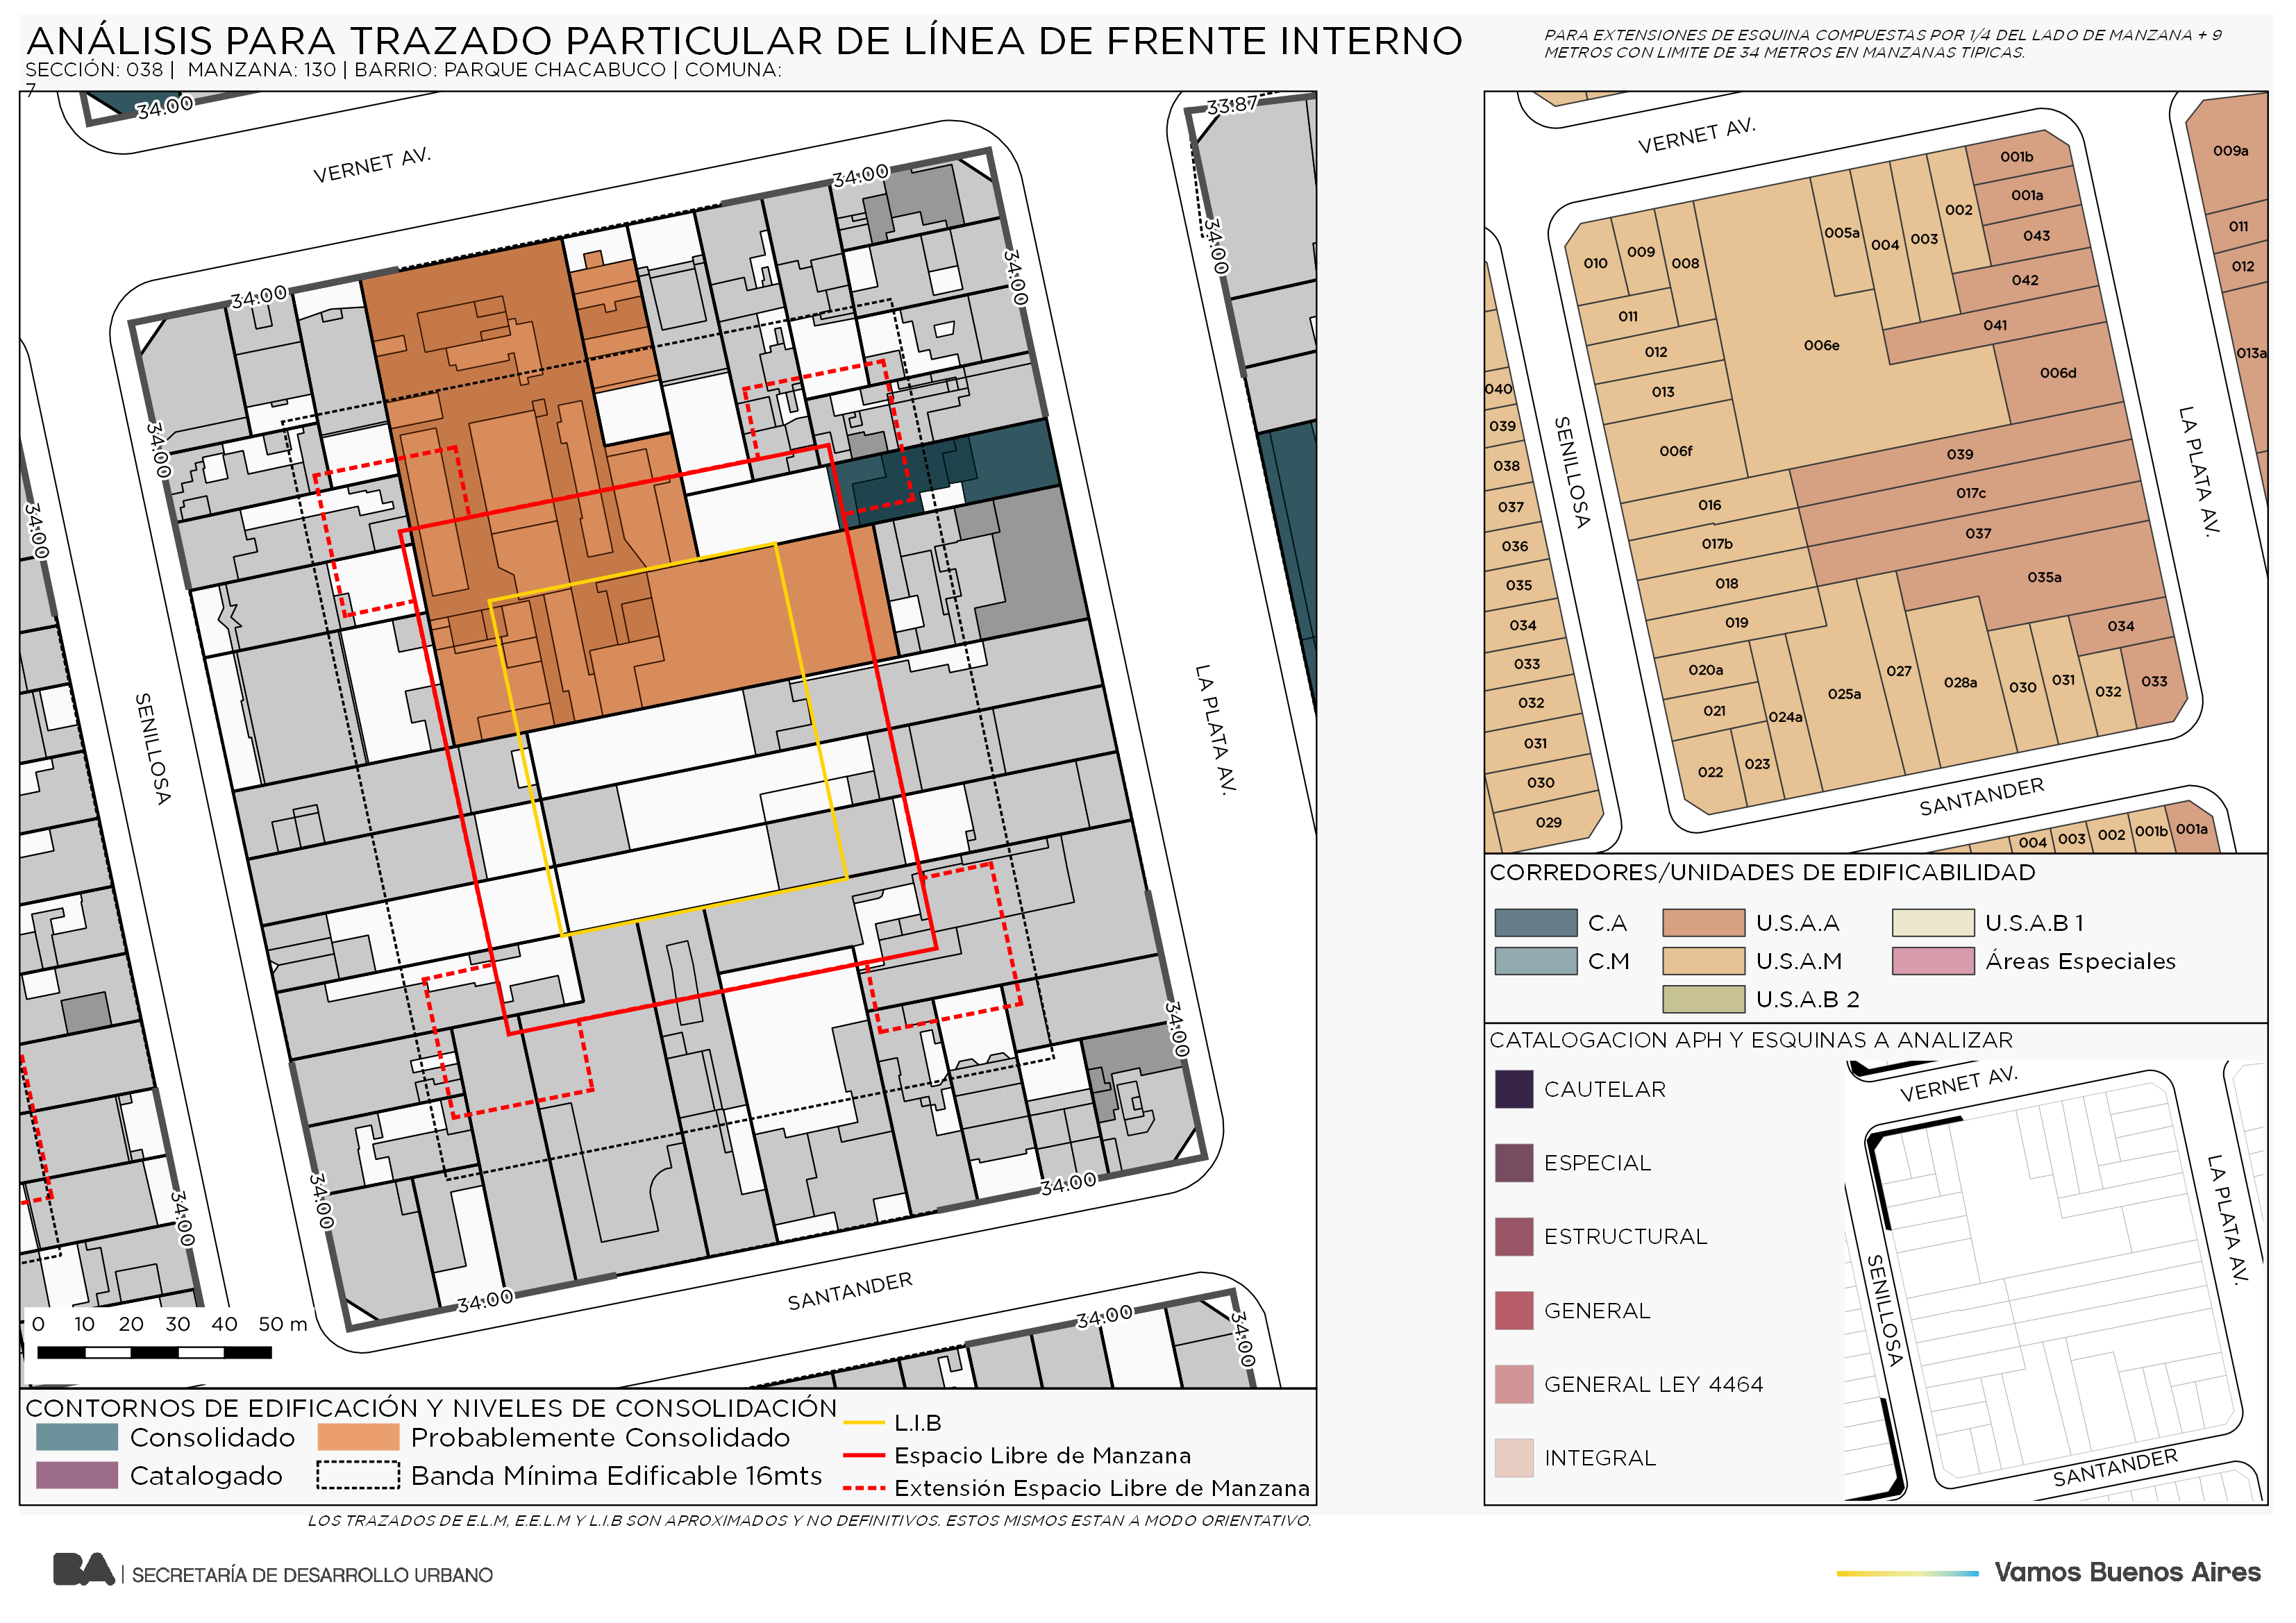 ANÁLISIS PARA TRAZADO PARTICULAR DE LÍNEA DE FRENTE INTERNO
SECCIÓN: 038 | MANZANA: 130 | BARRIO: PARQUE CHACABUCO | COMUNA:
7
PARA EXTENSIONES DE ESQUINA COMPUESTAS POR 1/4 DEL LADO DE MANZANA + 9
METROS CON LIMITE DE 34 METROS EN MANZANAS TIPICAS.
34.00
33.87
VERNET AV.
34.00
34.00
34.00
34.00
34.00
34.00
SENILLOSA
LA PLATA AV.
34.00
34.00
34.00
34.00
34.00
SANTANDER
34.00
34.00
0 10 20 30 40 50 m
CONTORNOS DE EDIFICACIÓN Y NIVELES DE CONSOLIDACIÓN
Consolidado
Probablemente Consolidado
Catalogado
Banda Mínima Edificable 16mts
L.I.B
Espacio Libre de Manzana
Extensión Espacio Libre de Manzana
LOS TRAZADOS DE E.L.M, E.E.L.M Y L.I.B SON APROXIMADOS Y NO DEFINITIVOS. ESTOS MISMOS ESTAN A MODO ORIENTATIVO.
VERNET AV.
001b
009a
001a
002
005a
043
011
003
004
009
010
008
012
042
011
041
006e
012
013a
006d
013
040
039
006f
039
038
017c
016
037
037
017b
036
035a
018
035
019
034
034
020a
033
027
025a
028a
030
031
032
033
021
032
024a
031
023
022
030
029
SENILLOSA
LA PLATA AV.
SANTANDER
004
003
002
001b
001a
CORREDORES/UNIDADES DE EDIFICABILIDAD
C.A
U.S.A.A
U.S.A.B 1
C.M
U.S.A.M
Áreas Especiales
U.S.A.B 2
CATALOGACION APH Y ESQUINAS A ANALIZAR
CAUTELAR
ESPECIAL
ESTRUCTURAL
GENERAL
GENERAL LEY 4464
INTEGRAL
VERNET AV.
LA PLATA AV.
SENILLOSA
SANTANDER
BA | SECRETARÍA DE DESARROLLO URBANO
Vamos Buenos Aires